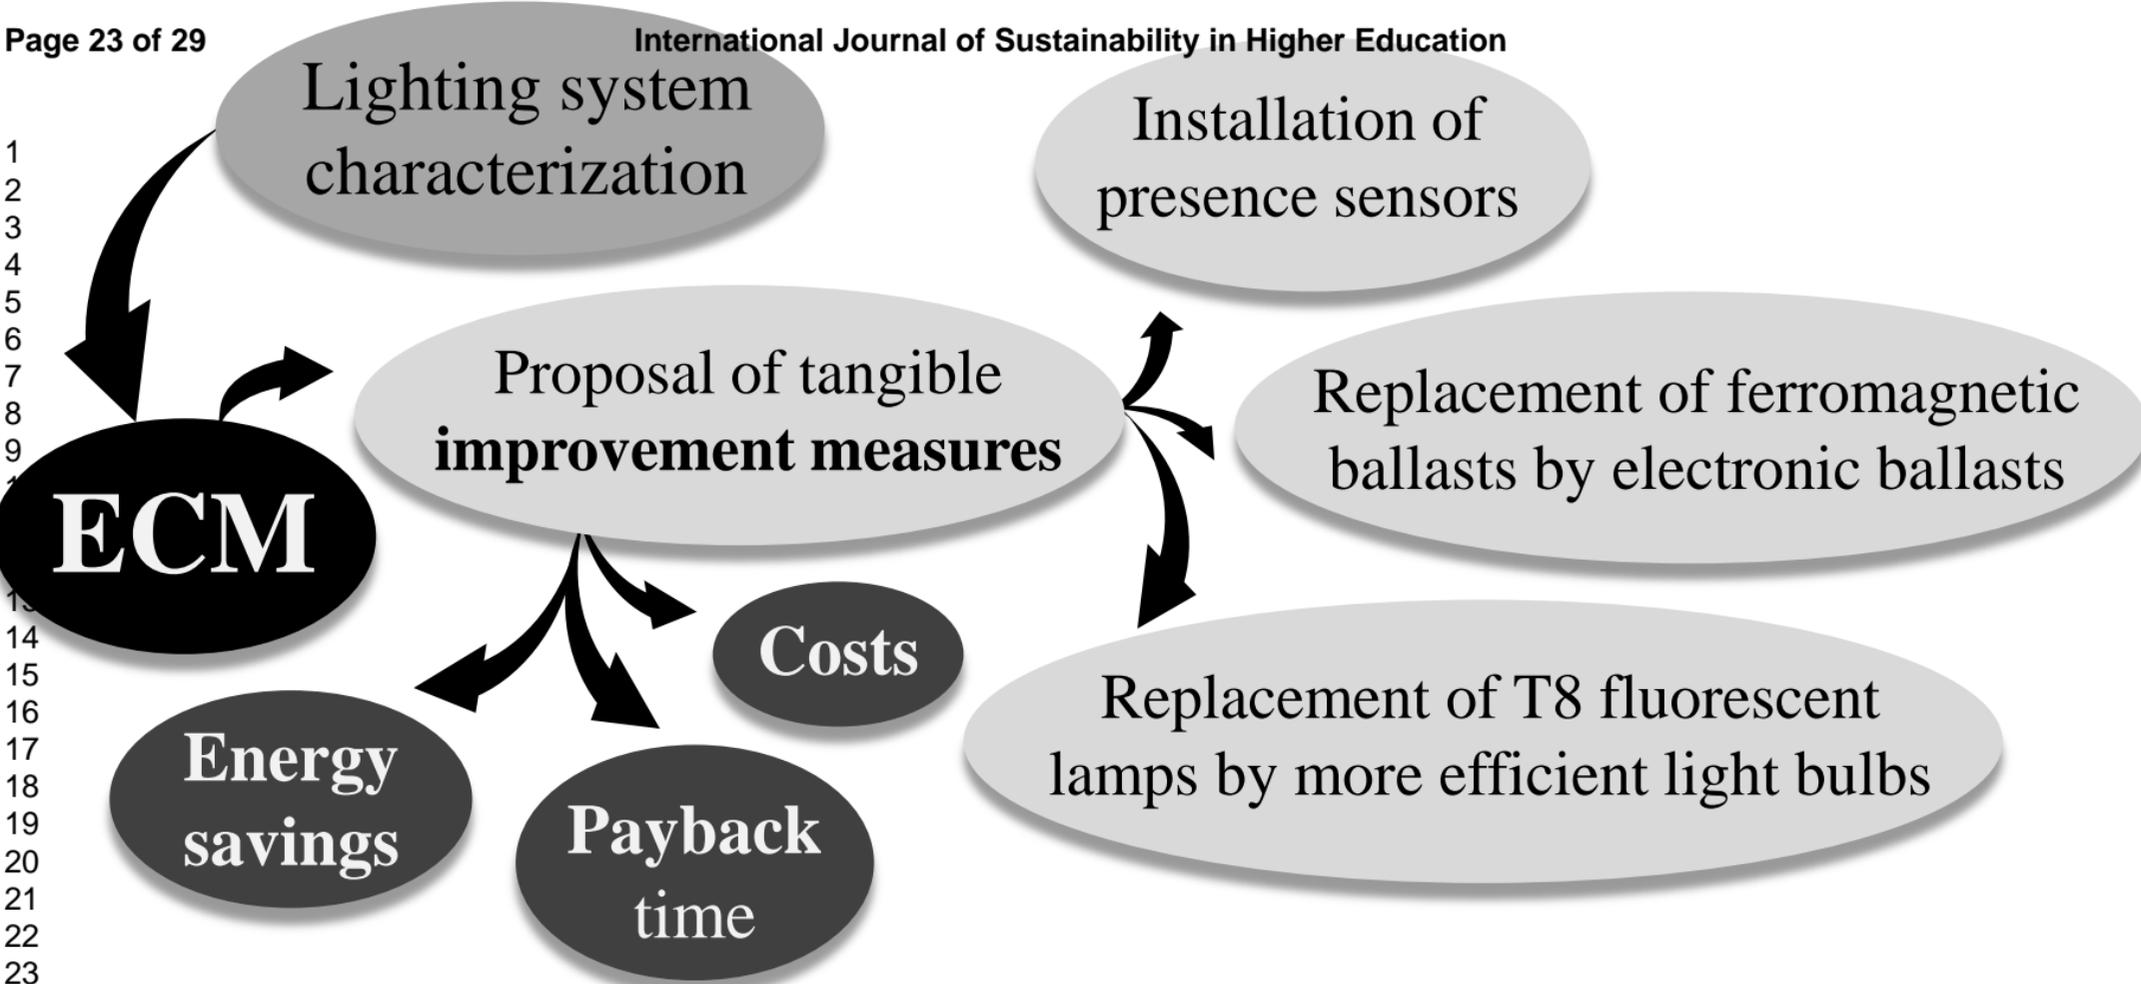 Page 23 of 29
International Journal of Sustainability in Higher Education
Lighting system
characterization
Installation of
presence sensors
Proposal of tangible
improvement measures
Replacement of ferromagnetic
ballasts by electronic ballasts
ECM
Costs
Replacement of T8 fluorescent
lamps by more efficient light bulbs
Energy
savings
Payback
time
1
2
3
4
5
6
7
8
9
14
15
16
17
18
19
20
21
22
23